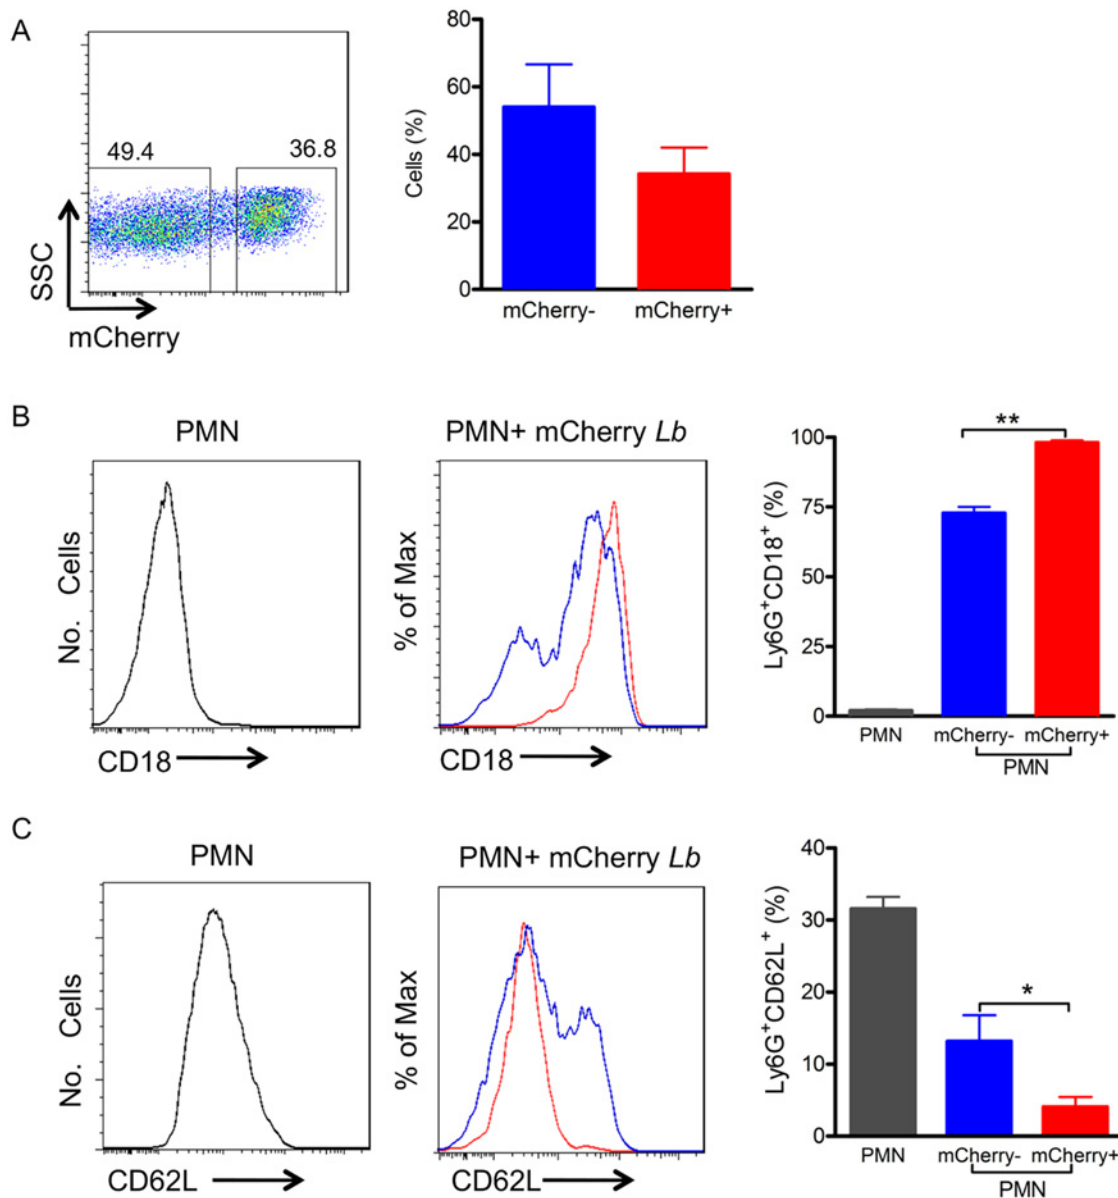 A
49.4
36.8
SSC
mCherry
80
60
40
20
0
Cells (%)
mCherry-
mCherry+
B
PMN
No. Cells
CD18
PMN+ mCherry Lb
% of Max
CD18
**
100
75
50
25
0
Ly6G+CD18+ (%)
PMN
mCherry- mCherry+
PMN
C
PMN
No. Cells
CD62L
PMN+ mCherry Lb
% of Max
CD62L
*
40
30
20
10
0
Ly6G+CD62L+ (%)
PMN
mCherry- mCherry+
PMN